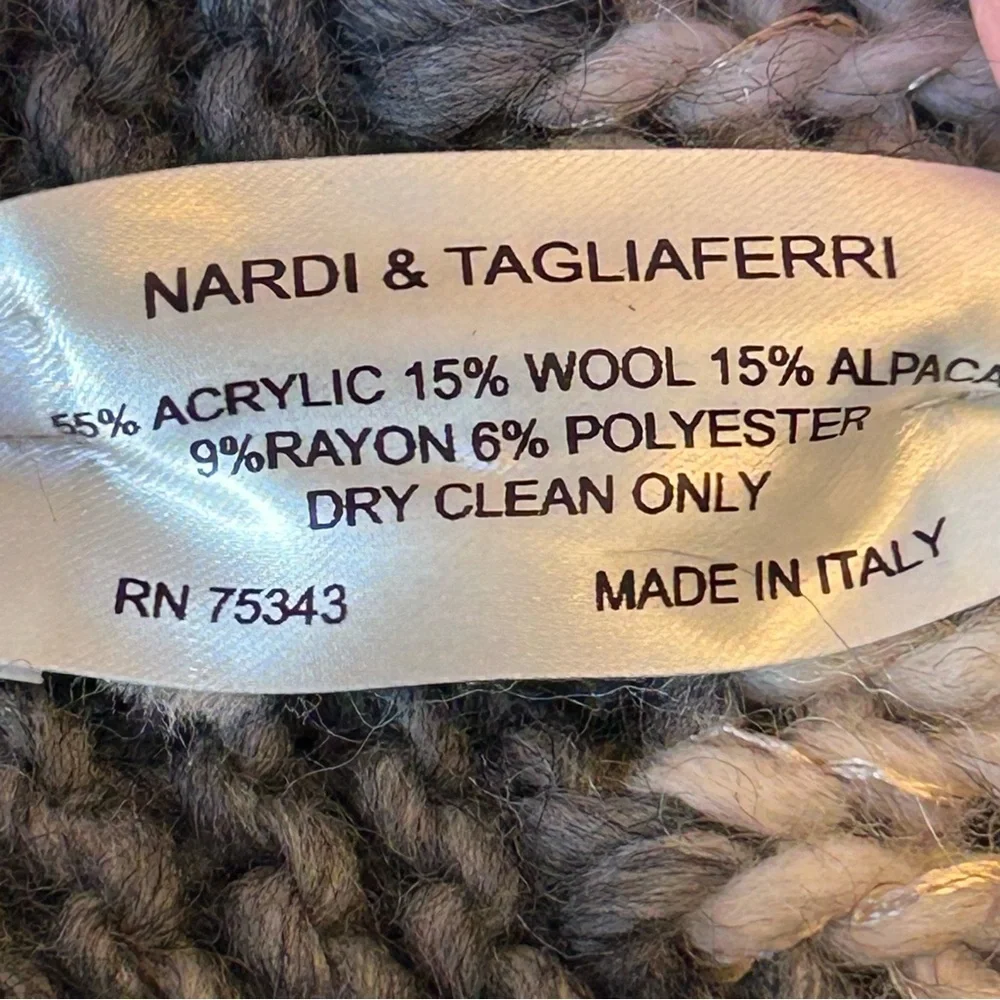 NARDI & TAGLIAFERRI
55% ACRYLIC 15% WOOL 15% ALPACA
9%RAYON 6% POLYESTER
DRY CLEAN ONLY
RN 75343 MADE IN ITALY